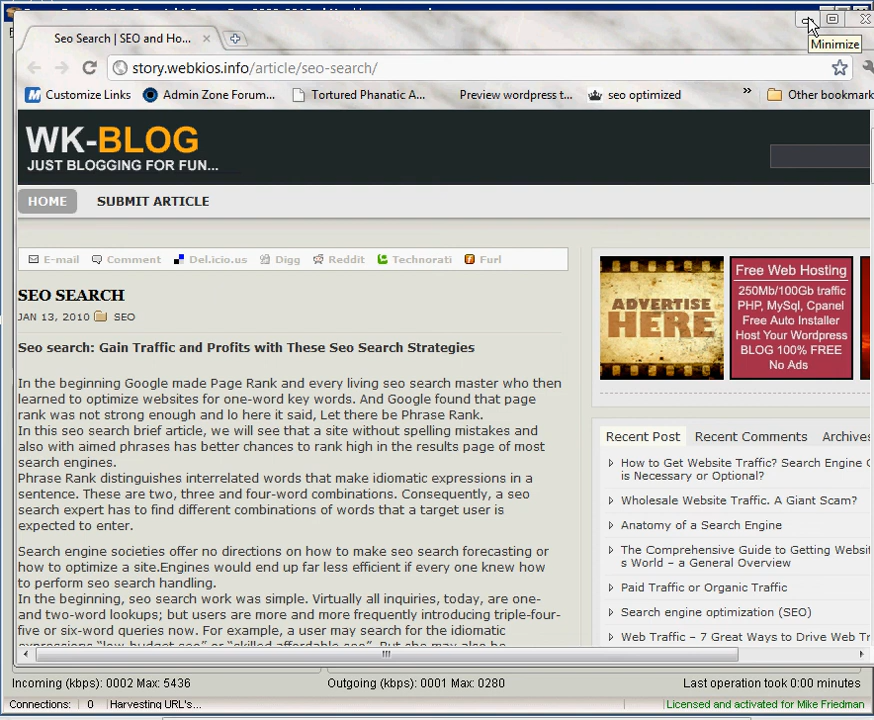 Seo Search | SEO and Ho...
Minimize
story.webkios.info/article/seo-search/
Customize Links Admin Zone Forum... Tortured Phanatic A... Preview wordpress t... seo optimized » Other bookmark
WK-BLOG
JUST BLOGGING FOR FUN...
HOME SUBMIT ARTICLE
E-mail Comment Del.icio.us Digg Reddit Technorati Furl
SEO SEARCH
JAN 13, 2010 SEO
Seo search: Gain Traffic and Profits with These Seo Search Strategies
In the beginning Google made Page Rank and every living seo search master who then
learned to optimize websites for one-word key words. And Google found that page
rank was not strong enough and lo here it said, Let there be Phrase Rank.
In this seo search brief article, we will see that a site without spelling mistakes and
also with aimed phrases has better chances to rank high in the results page of most
search engines.
Phrase Rank distinguishes interrelated words that make idiomatic expressions in a
sentence. These are two, three and four-word combinations. Consequently, a seo
search expert has to find different combinations of words that a target user is
expected to enter.
Search engine societies offer no directions on how to make seo search forecasting or
how to optimize a site.Engines would end up far less efficient if every one knew how
to perform seo search handling.
In the beginning, seo search work was simple. Virtually all inquiries, today, are one-
and two-word lookups; but users are more and more frequently introducing triple-four-
five or six-word queries now. For example, a user may search for the idiomatic
expressions "low-budget seo" or "skilled affordable seo". But she may also be
ADVERTISE
HERE
Free Web Hosting
250Mb/100Gb traffic
PHP, MySql, Cpanel
Free Auto Installer
Host Your Wordpress
BLOG 100% FREE
No Ads
Recent Post Recent Comments Archives
How to Get Website Traffic? Search Engine
is Necessary or Optional?
Wholesale Website Traffic. A Giant Scam?
Anatomy of a Search Engine
The Comprehensive Guide to Getting Websit
s World – a General Overview
Paid Traffic or Organic Traffic
Search engine optimization (SEO)
Web Traffic – 7 Great Ways to Drive Web Tr
Incoming (kbps): 0002 Max: 5436 Outgoing (kbps): 0001 Max: 0280 Last operation took 0:00 minutes
Connections: 0 Harvesting URL's... Licensed and activated for Mike Friedman